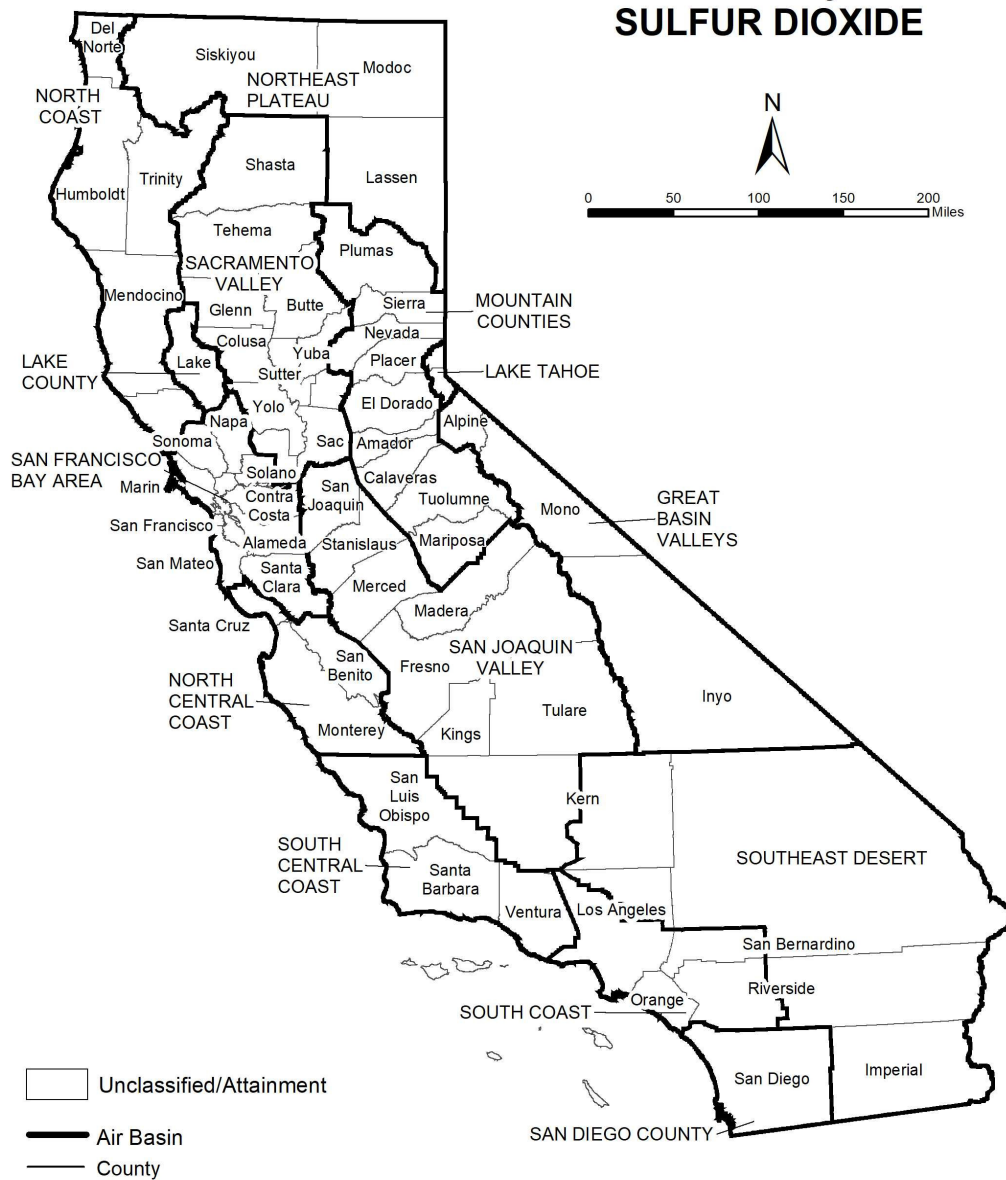 SULFUR DIOXIDE
N
0 50 100 150 200
Miles
Del
Norte
Siskiyou
Modoc
NORTHEAST
PLATEAU
NORTH
COAST
Shasta
Lassen
Trinity
Humboldt
Tehema
Plumas
SACRAMENTO
VALLEY
Mendocino
Glenn
Butte
Sierra
MOUNTAIN
COUNTIES
Nevada
Colusa
Yuba
Placer
LAKE
COUNTY
Lake
Sutter
LAKE TAHOE
El Dorado
Yolo
Napa
Alpine
Sonoma
Sac
Amador
SAN FRANCISCO
BAY AREA
Solano
Calaveras
Marin
Contra
Costa
San
Joaquin
Tuolumne
Mono
GREAT
BASIN
VALLEYS
San Francisco
Alameda
Stanislaus
Mariposa
San Mateo
Santa
Clara
Merced
Madera
Santa Cruz
San
Benito
Fresno
SAN JOAQUIN
VALLEY
NORTH
CENTRAL
COAST
Monterey
Kings
Tulare
Inyo
San
Luis
Obispo
Kern
SOUTH
CENTRAL
COAST
Santa
Barbara
SOUTHEAST DESERT
Ventura
Los Angeles
San Bernardino
Riverside
Orange
SOUTH COAST
San Diego
Imperial
SAN DIEGO COUNTY
Unclassified/Attainment
Air Basin
County